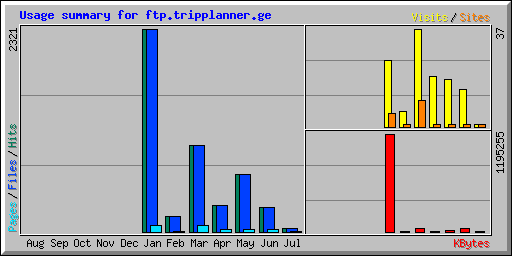 Usage summary for ftp.tripplanner.ge
Visits/Sites
2321
37
Pages/Files/Hits
1195255
Aug Sep Oct Nov Dec Jan Feb Mar Apr May Jun Jul
KBytes